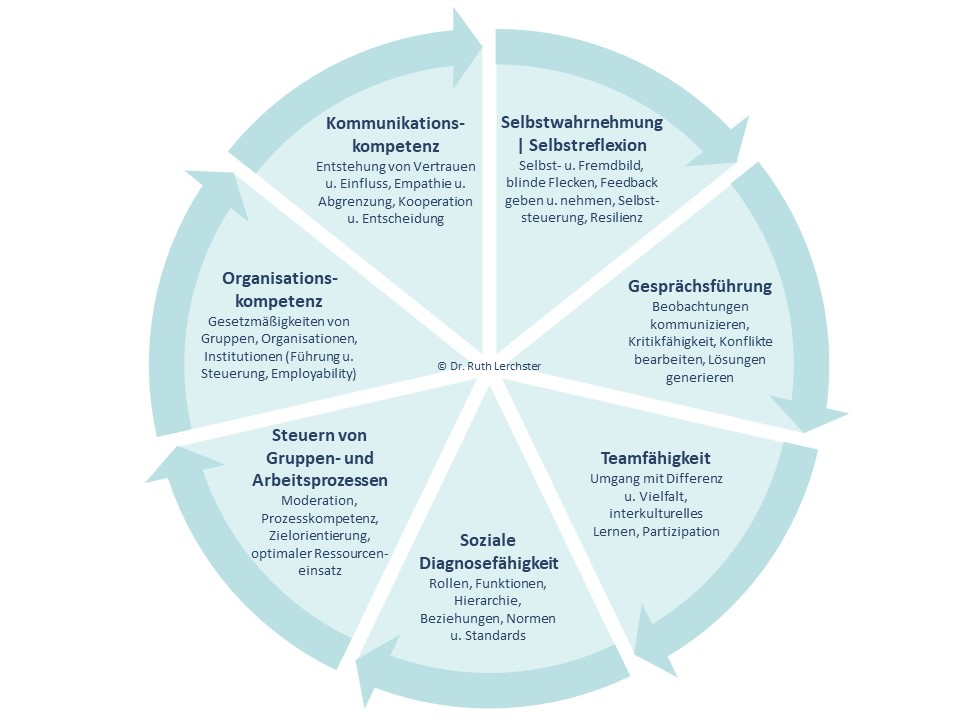 Kommunikations-
kompetenz
Entstehung von Vertrauen
u. Einfluss, Empathie u.
Abgrenzung, Kooperation
u. Entscheidung
Selbstwahrnehmung
| Selbstreflexion
Selbst- u. Fremdbild,
blinde Flecken, Feedback
geben u. nehmen, Selbst-
steuerung, Resilienz
Gesprächsführung
Beobachtungen
kommunizieren,
Kritikfähigkeit, Konflikte
bearbeiten, Lösungen
generieren
Teamfähigkeit
Umgang mit Differenz
u. Vielfalt,
interkulturelles
Lernen, Partizipation
Soziale
Diagnosefähigkeit
Rollen, Funktionen,
Hierarchie,
Beziehungen, Normen
u. Standards
Steuern von
Gruppen- und
Arbeitsprozessen
Moderation,
Prozesskompetenz,
Zielorientierung,
optimaler Ressourcen-
einsatz
Organisations-
kompetenz
Gesetzmäßigkeiten von
Gruppen, Organisationen,
Institutionen (Führung u.
Steuerung, Employability)
© Dr. Ruth Lerchster